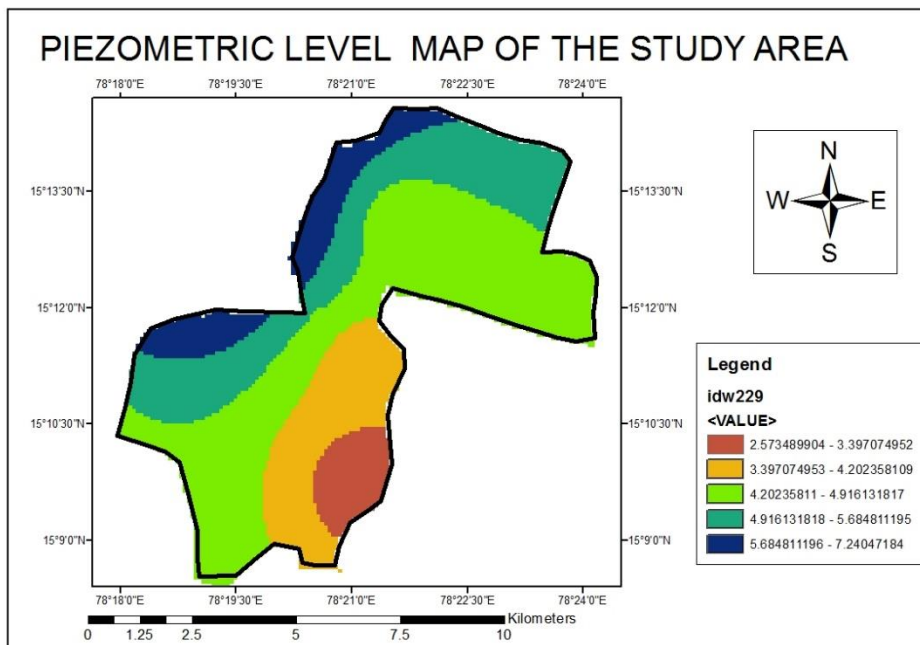 PIEZOMETRIC LEVEL MAP OF THE STUDY AREA
78°18'0"E 78°19'30"E 78°21'0"E 78°22'30"E 78°24'0"E
N
15°13'30"N 15°13'30"N
W E
S
15°12'0"N 15°12'0"N
Legend
idw229
15°10'30"N 15°10'30"N
<VALUE>
2.573489904 - 3.397074952
3.397074953 - 4.202358109
4.20235811 - 4.916131817
4.916131818 - 5.684811195
5.684811196 - 7.24047184
15°9'0"N 15°9'0"N
78°18'0"E 78°19'30"E 78°21'0"E 78°22'30"E 78°24'0"E
Kilometers
0 1.25 2.5 5 7.5 10